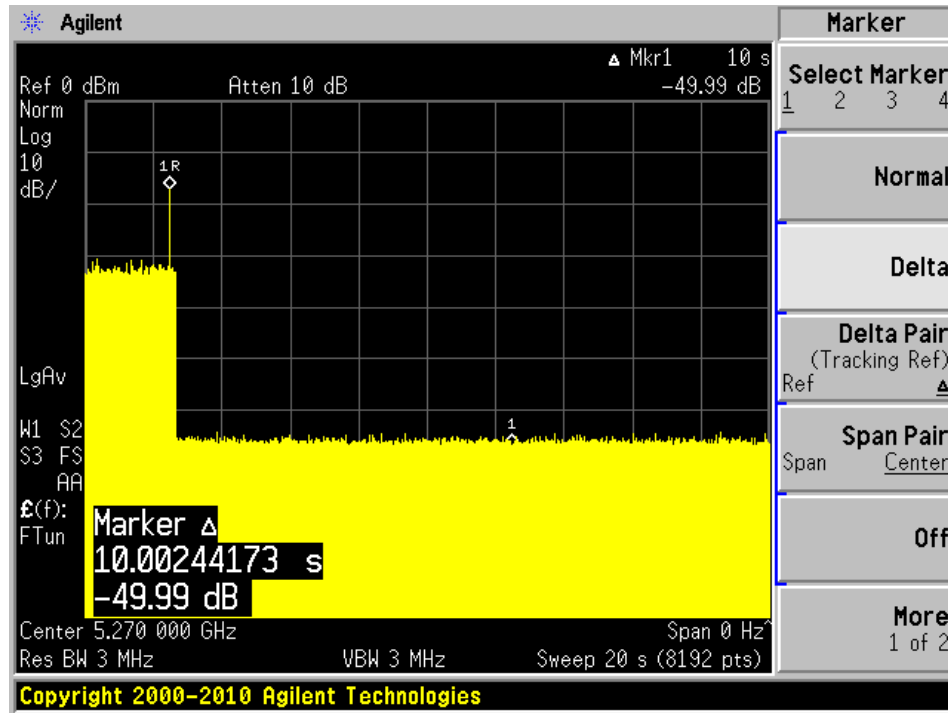 Agilent
Marker
Δ Mkr1 10 s
Ref 0 dBm Atten 10 dB -49.99 dB
Norm
Log
10
dB/
1R
LgAv
1
W1 S2
S3 FS
AA
£(f):
FTun
Marker Δ
10.00244173 s
-49.99 dB
Center 5.270 000 GHz Span 0 Hz^
Res BW 3 MHz VBW 3 MHz Sweep 20 s (8192 pts)
Select Marker
1 2 3 4
Normal
Delta
Delta Pair
(Tracking Ref)
Ref Δ
Span Pair
Span Center
Off
More
1 of 2
Copyright 2000-2010 Agilent Technologies